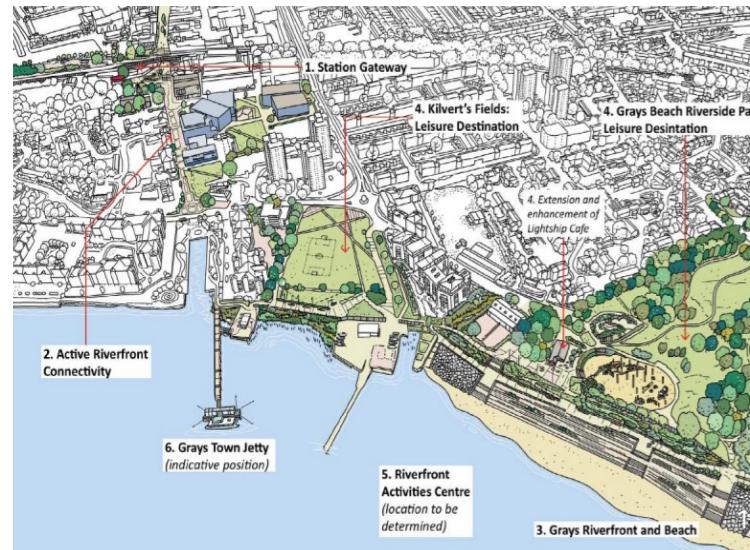 1. Station Gateway
4. Kilvert's Fields:
Leisure Destination
4. Grays Beach Riverside Pa
Leisure Desintation
4. Extension and
enhancement of
Lightship Cafe
2. Active Riverfront
Connectivity
6. Grays Town Jetty
(indicative position)
5. Riverfront
Activities Centre
(location to be
determined)
3. Grays Riverfront and Beach